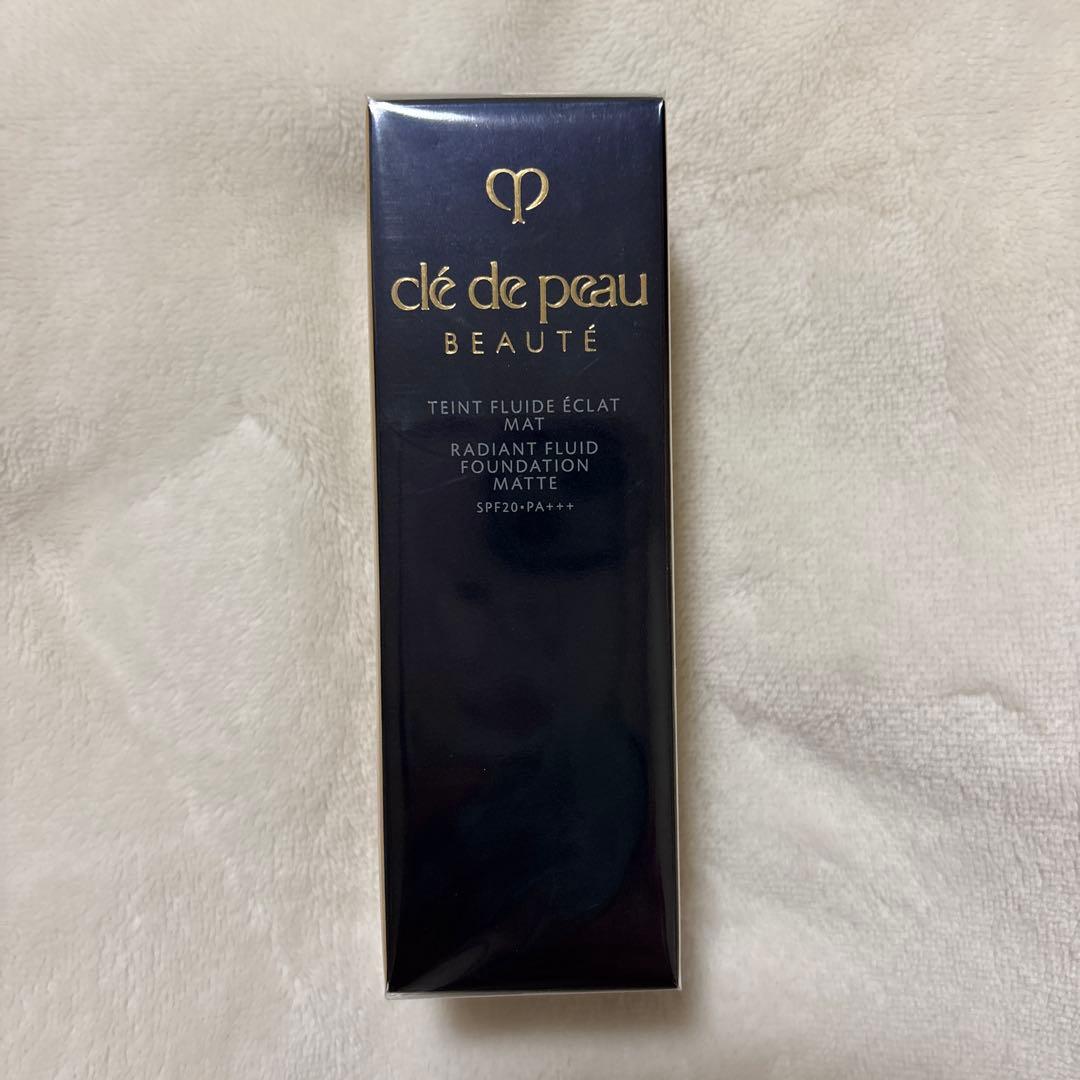 clé de peau
BEAUTÉ
TEINT FLUIDE ÉCLAT
MAT
RADIANT FLUID
FOUNDATION
MATTE
SPF20•PA+++